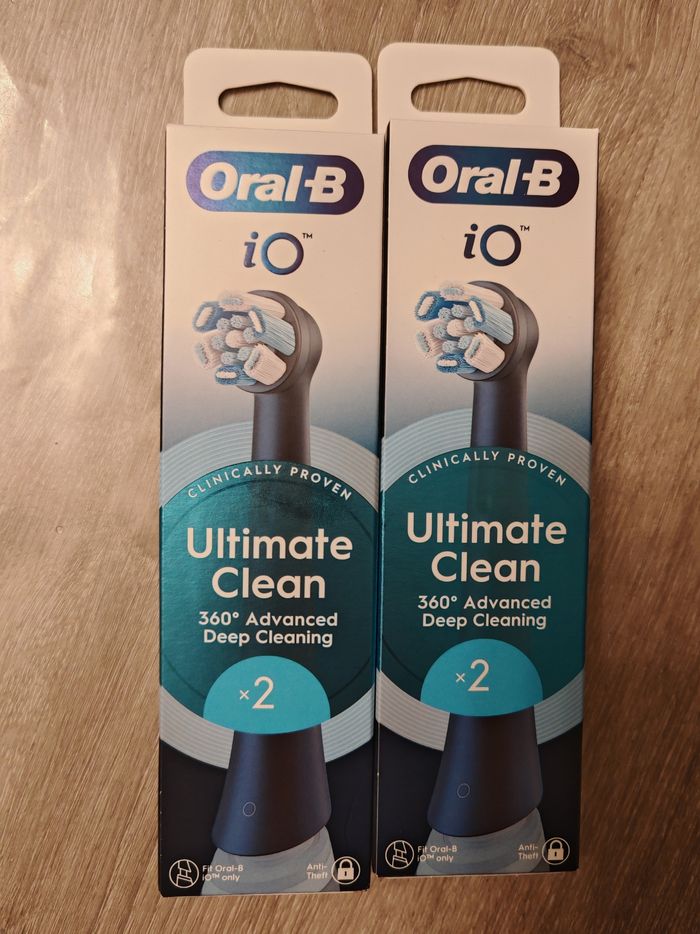 Oral-B
iO™
CLINICALLY PROVEN
Ultimate
Clean
360° Advanced
Deep Cleaning
×2
Fit Oral-B
iO™ only
Anti-
Theft
Oral-B
iO™
CLINICALLY PROVEN
Ultimate
Clean
360° Advanced
Deep Cleaning
×2
Fit Oral-B
iO™ only
Anti-
Theft